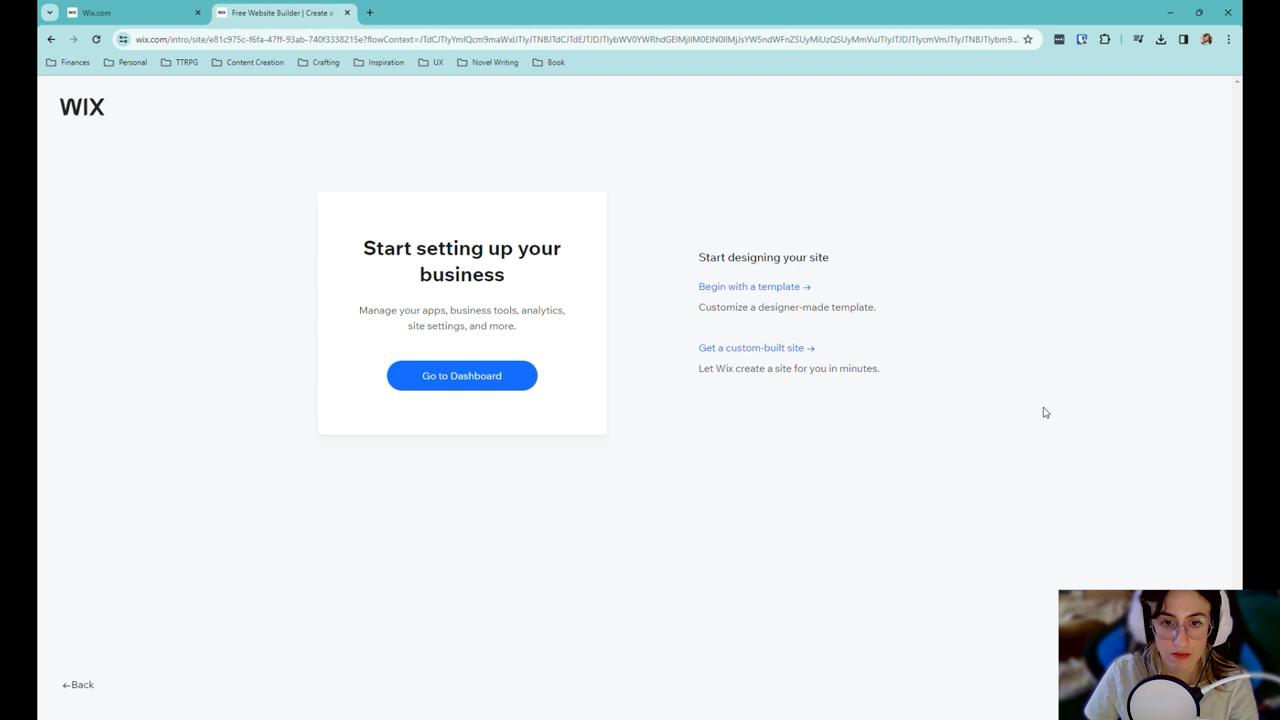 Wix.com
WIX
Free Website Builder | Create a
Finances
Personal
TTRPG
Content Creation
Crafting
Inspiration
UX
Novel Writing
Book
WIX
Start setting up your
business
Manage your apps, business tools, analytics,
site settings, and more.
Go to Dashboard
Start designing your site
Begin with a template →
Customize a designer-made template.
Get a custom-built site →
Let Wix create a site for you in minutes.
←Back